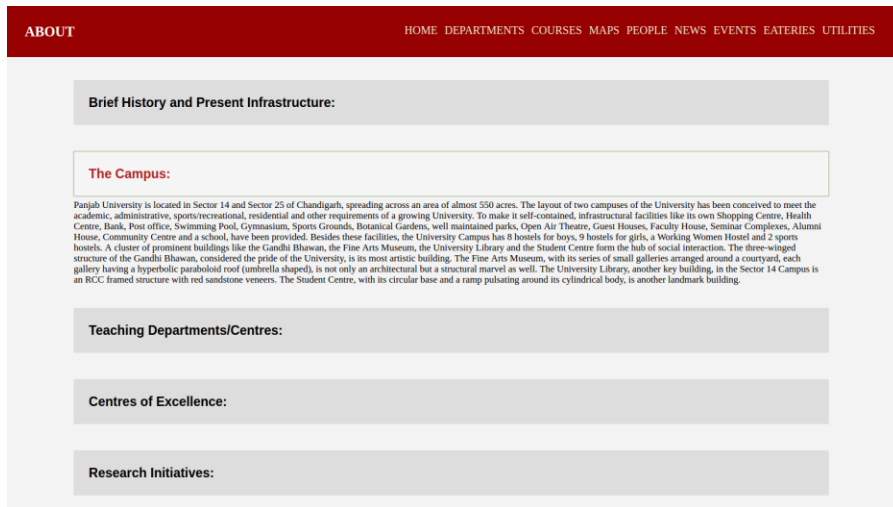 ABOUT
HOME DEPARTMENTS COURSES MAPS PEOPLE NEWS EVENTS EATERIES UTILITIES
Brief History and Present Infrastructure:
The Campus:
Panjab University is located in Sector 14 and Sector 25 of Chandigarh, spreading across an area of almost 550 acres. The layout of two campuses of the University has been conceived to meet the
academic, administrative, sports/recreational, residential and other requirements of a growing University. To make it self-contained, infrastructural facilities like its own Shopping Centre, Health
Centre, Bank, Post office, Swimming Pool, Gymnasium, Sports Grounds, Botanical Gardens, well maintained parks, Open Air Theatre, Guest Houses, Faculty House, Seminar Complexes, Alumni
House, Community Centre and a school, have been provided. Besides these facilities, the University Campus has 8 hostels for boys, 9 hostels for girls, a Working Women Hostel and 2 sports
hostels. A cluster of prominent buildings like the Gandhi Bhawan, the Fine Arts Museum, the University Library and the Student Centre form the hub of social interaction. The three-winged
structure of the Gandhi Bhawan, considered the pride of the University, is its most artistic building. The Fine Arts Museum, with its series of small galleries arranged around a courtyard, each
gallery having a hyperbolic paraboloid roof (umbrella shaped), is not only an architectural but a structural marvel as well. The University Library, another key building, in the Sector 14 Campus is
an RCC framed structure with red sandstone veneers. The Student Centre, with its circular base and a ramp pulsating around its cylindrical body, is another landmark building.
Teaching Departments/Centres:
Centres of Excellence:
Research Initiatives: